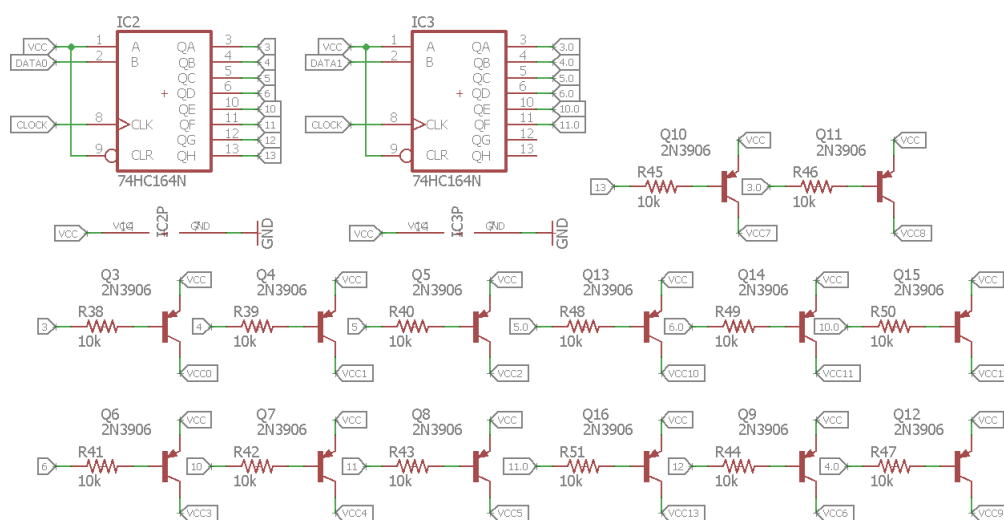 IC2
IC3
VCC 1 A QA 3 3
DATA0 2 B QB 4 4
QC 5 5
QD 6 6
QE 10 10
CLOCK 8 CLK QF 11 11
QG 12 12
9 CLR QH 13 13
74HC164N
VCC 1 A QA 3 3.0
DATA1 2 B QB 4 4.0
QC 5 5.0
QD 6 6.0
QE 10 10.0
CLOCK 8 CLK QF 11 11.0
QG 12
9 CLR QH 13
74HC164N
Q10
2N3906
VCC
13 R45
10k
VCC7
Q11
2N3906
VCC
3.0 R46
10k
VCC8
VCC IC2P GND GND
VCC IC3P GND GND
Q3
2N3906
VCC
3 R38
10k
VCC0
Q4
2N3906
VCC
4 R39
10k
VCC1
Q5
2N3906
VCC
5 R40
10k
VCC2
Q13
2N3906
VCC
5.0 R48
10k
VCC10
Q14
2N3906
VCC
6.0 R49
10k
VCC11
Q15
2N3906
VCC
10.0 R50
10k
Q6
2N3906
VCC
6 R41
10k
VCC3
Q7
2N3906
VCC
10 R42
10k
VCC4
Q8
2N3906
VCC
11 R43
10k
VCC5
Q16
2N3906
VCC
11.0 R51
10k
VCC13
Q9
2N3906
VCC
12 R44
10k
VCC6
Q12
2N3906
VCC
4.0 R47
10k
VCC9